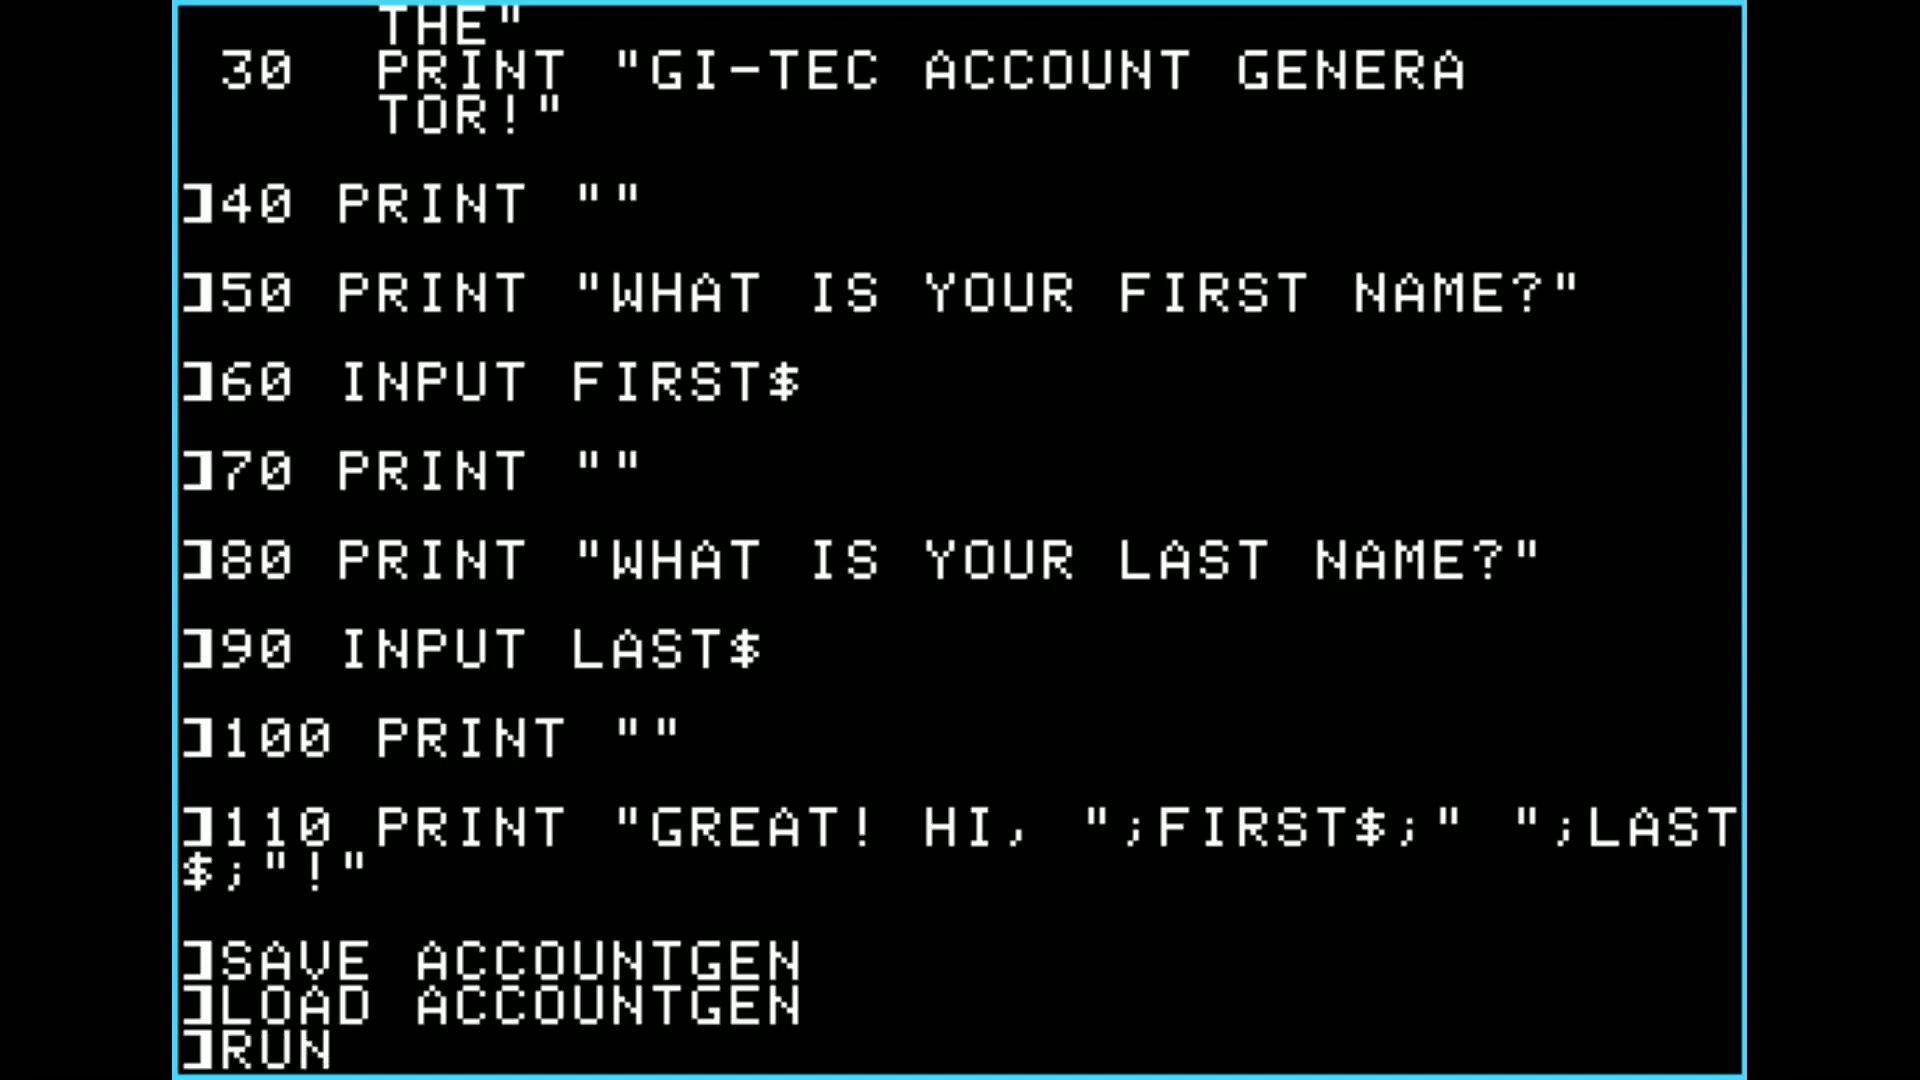 THE"
30 PRINT "GI-TEC ACCOUNT GENERA
TOR!"
]40 PRINT ""
]50 PRINT "WHAT IS YOUR FIRST NAME?"
]60 INPUT FIRST$
]70 PRINT ""
]80 PRINT "WHAT IS YOUR LAST NAME?"
]90 INPUT LAST$
]100 PRINT ""
]110 PRINT "GREAT! HI, ";FIRST$;" ";LAST
$;"!"
]SAVE ACCOUNTGEN
]LOAD ACCOUNTGEN
]RUN